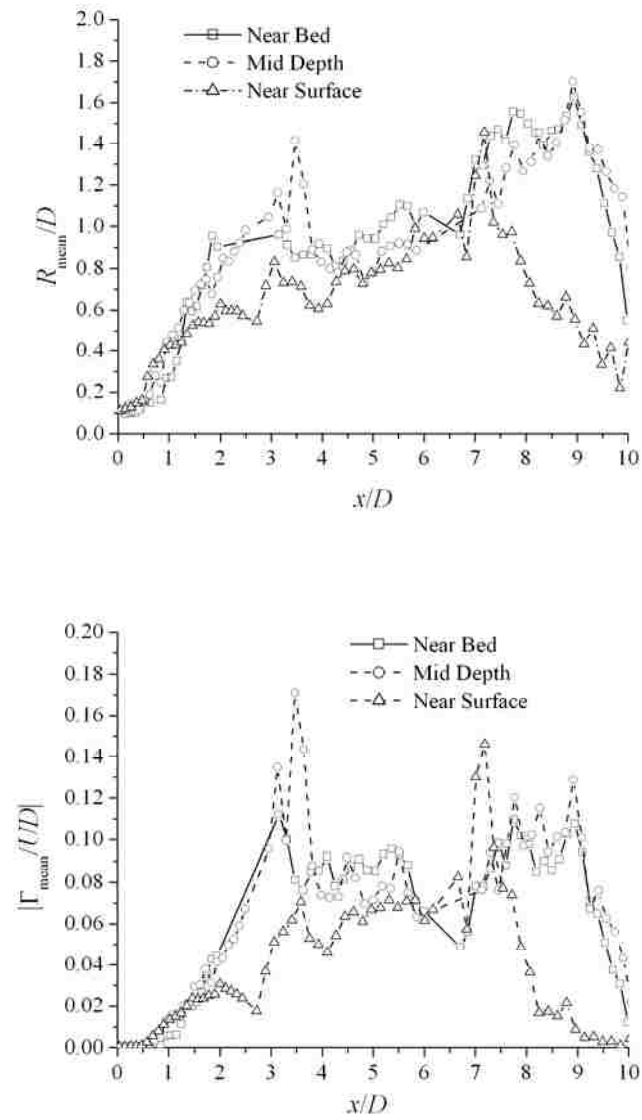 2.0
1.8
1.6
1.4
1.2
1.0
0.8
0.6
0.4
0.2
0.0
R_mean/D
Near Bed
Mid Depth
Near Surface
0 1 2 3 4 5 6 7 8 9 10
x/D
0.20
0.18
0.16
0.14
0.12
0.10
0.08
0.06
0.04
0.02
0.00
|Γ_mean/UD|
Near Bed
Mid Depth
Near Surface
0 1 2 3 4 5 6 7 8 9 10
x/D